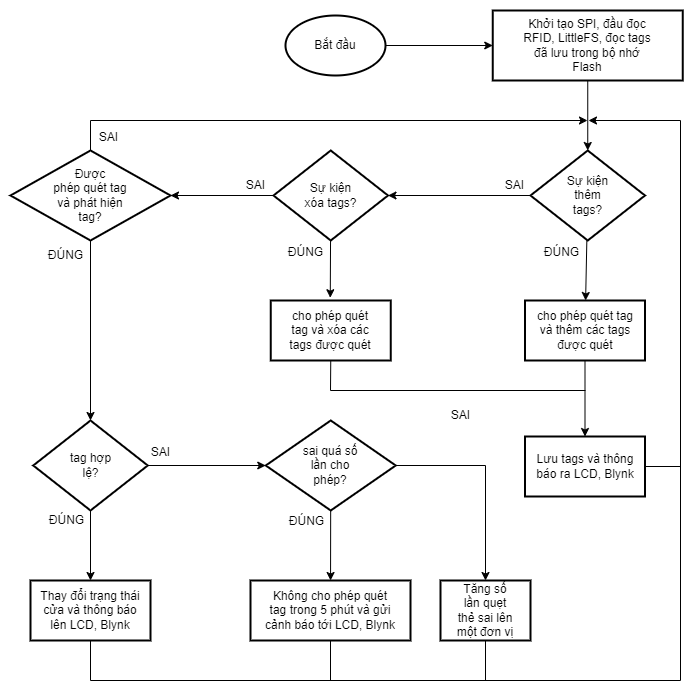 Bắt đầu
Khởi tạo SPI, đầu đọc
RFID, LittleFS, đọc tags
đã lưu trong bộ nhớ
Flash
SAI
Được
phép quét tag
và phát hiện
tag?
SAI
Sự kiện
xóa tags?
SAI
Sự kiện
thêm
tags?
ĐÚNG
ĐÚNG
ĐÚNG
cho phép quét
tag và xóa các
tags được quét
cho phép quét tag
và thêm các tags
được quét
SAI
tag hợp
lệ?
SAI
sai quá số
lần cho
phép?
Lưu tags và thông
báo ra LCD, Blynk
ĐÚNG
ĐÚNG
Thay đổi trạng thái
cửa và thông báo
lên LCD, Blynk
Không cho phép quét
tag trong 5 phút và gửi
cảnh báo tới LCD, Blynk
Tăng số
lần quẹt
thẻ sai lên
một đơn vị